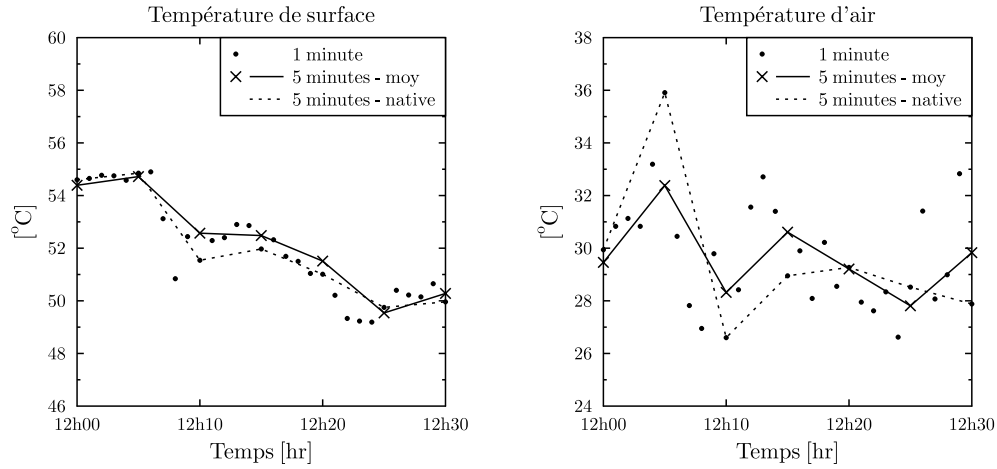 Température de surface
60
58
56
54
52
50
48
46
[°C]
1 minute
5 minutes - moy
5 minutes - native
12h00
12h10
12h20
12h30
Temps [hr]
Température d'air
38
36
34
32
30
28
26
24
[°C]
1 minute
5 minutes - moy
5 minutes - native
12h00
12h10
12h20
12h30
Temps [hr]